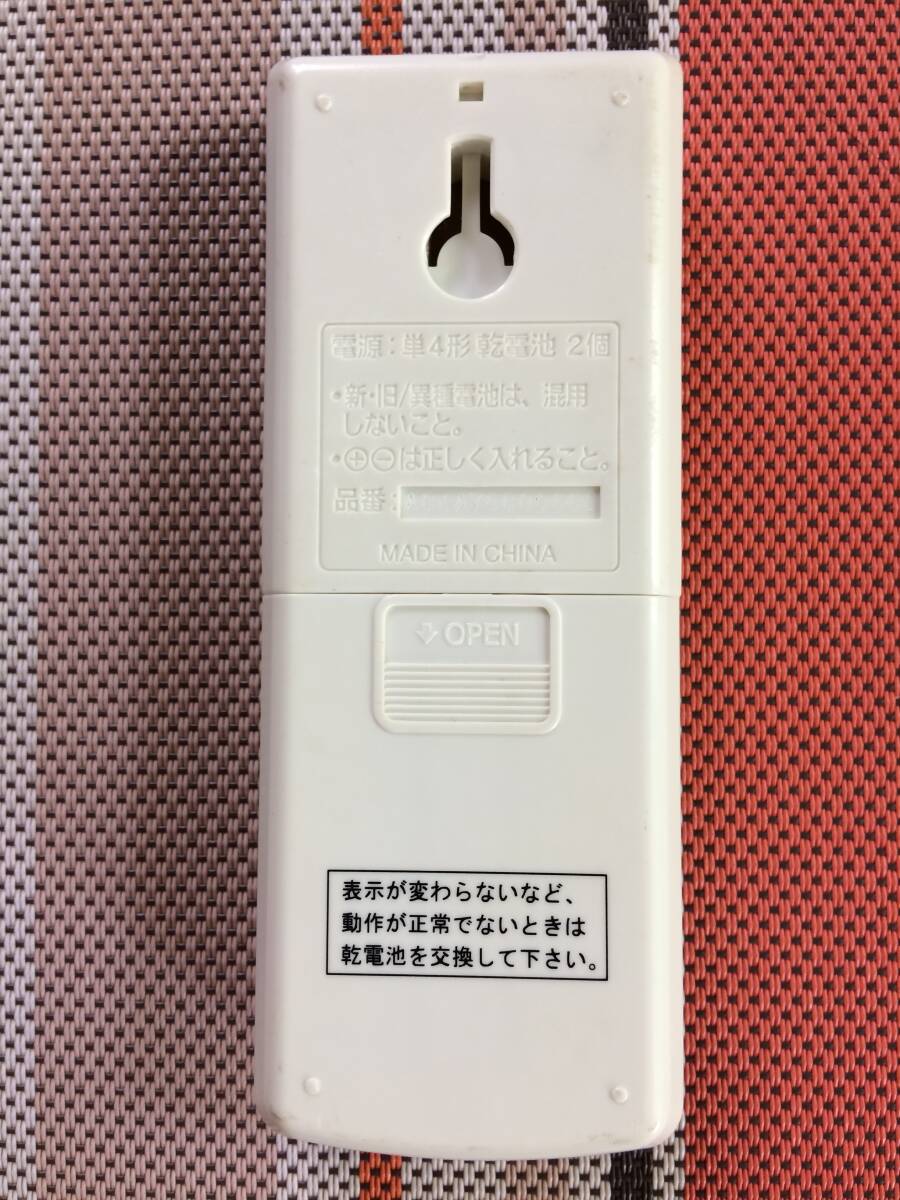 電源:単4形 乾電池 2個
・新・旧/異種電池は、混用
しないこと。
・⊕⊖は正しく入れること。
品番:
MADE IN CHINA
OPEN
表示が変わらないなど、
動作が正常でないときは
乾電池を交換して下さい。